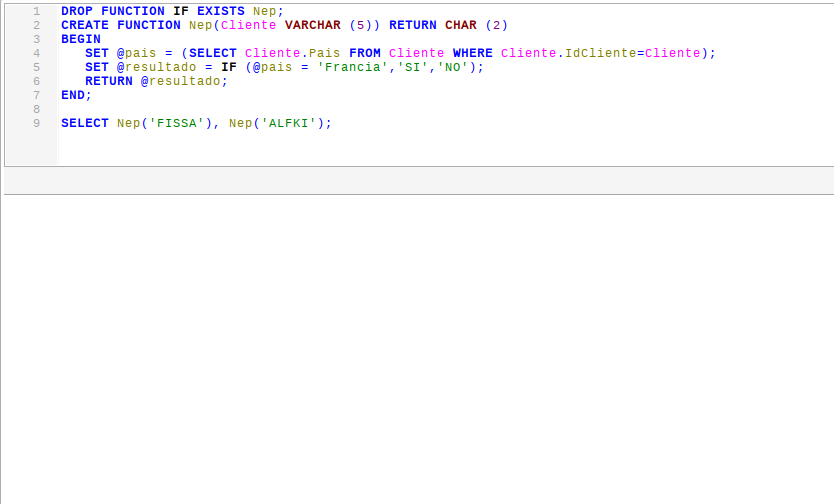 1 DROP FUNCTION IF EXISTS Nep;
2 CREATE FUNCTION Nep(Cliente VARCHAR (5)) RETURN CHAR (2)
3 BEGIN
4 SET @pais = (SELECT Cliente.Pais FROM Cliente WHERE Cliente.IdCliente=Cliente);
5 SET @resultado = IF (@pais = 'Francia','SI','NO');
6 RETURN @resultado;
7 END;
8
9 SELECT Nep('FISSA'), Nep('ALFKI');